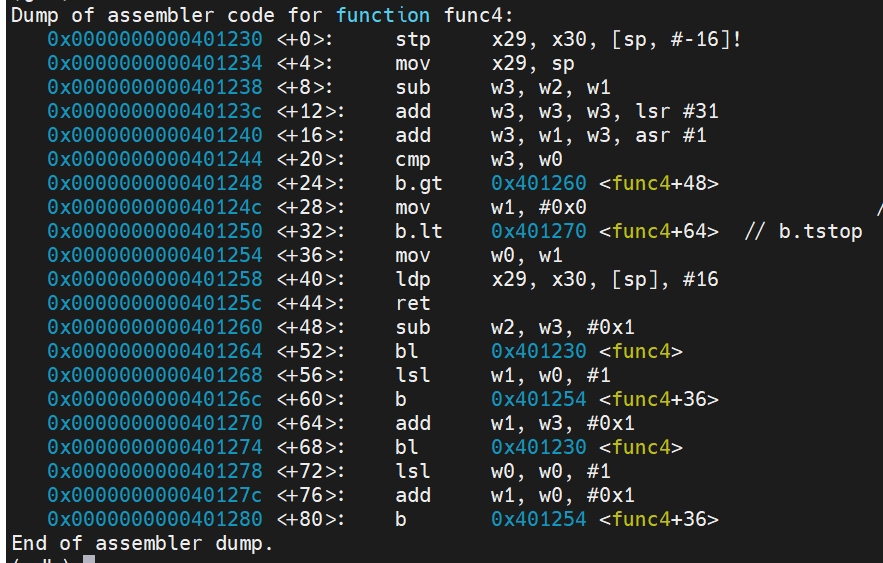 Dump of assembler code for function func4:
0x0000000000401230 <+0>: stp x29, x30, [sp, #-16]!
0x0000000000401234 <+4>: mov x29, sp
0x0000000000401238 <+8>: sub w3, w2, w1
0x000000000040123c <+12>: add w3, w3, w3, lsr #31
0x0000000000401240 <+16>: add w3, w1, w3, asr #1
0x0000000000401244 <+20>: cmp w3, w0
0x0000000000401248 <+24>: b.gt 0x401260 <func4+48>
0x000000000040124c <+28>: mov w1, #0x0 /
0x0000000000401250 <+32>: b.lt 0x401270 <func4+64> // b.tstop
0x0000000000401254 <+36>: mov w0, w1
0x0000000000401258 <+40>: ldp x29, x30, [sp], #16
0x000000000040125c <+44>: ret
0x0000000000401260 <+48>: sub w2, w3, #0x1
0x0000000000401264 <+52>: bl 0x401230 <func4>
0x0000000000401268 <+56>: lsl w1, w0, #1
0x000000000040126c <+60>: b 0x401254 <func4+36>
0x0000000000401270 <+64>: add w1, w3, #0x1
0x0000000000401274 <+68>: bl 0x401230 <func4>
0x0000000000401278 <+72>: lsl w0, w0, #1
0x000000000040127c <+76>: add w1, w0, #0x1
0x0000000000401280 <+80>: b 0x401254 <func4+36>
End of assembler dump.